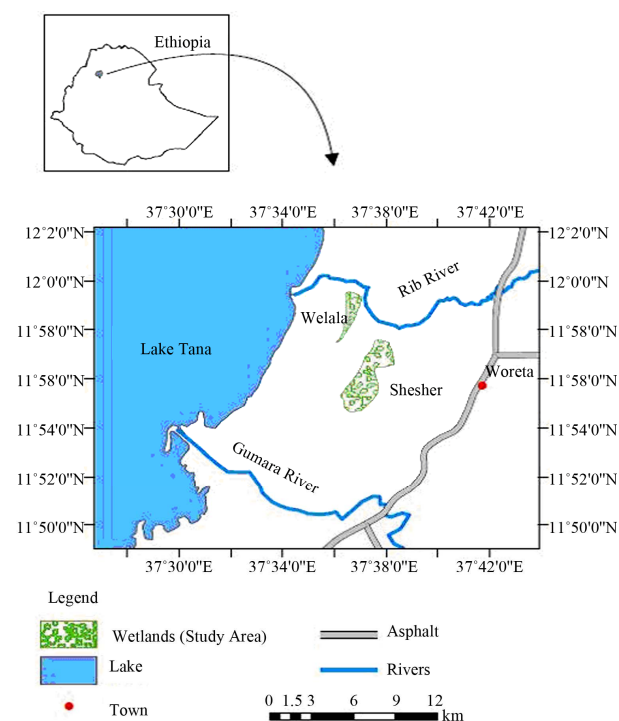 Ethiopia
37°30'0"E 37°34'0"E 37°38'0"E 37°42'0"E
12°2'0"N 12°2'0"N
12°0'0"N 12°0'0"N
11°58'0"N 11°58'0"N
11°58'0"N 11°58'0"N
11°54'0"N 11°54'0"N
11°52'0"N 11°52'0"N
11°50'0"N 11°50'0"N
Rib River
Welala
Lake Tana
Woreta
Shesher
Gumara River
37°30'0"E 37°34'0"E 37°38'0"E 37°42'0"E
Legend
Wetlands (Study Area)
Asphalt
Lake
Rivers
Town
0 1.5 3 6 9 12
km